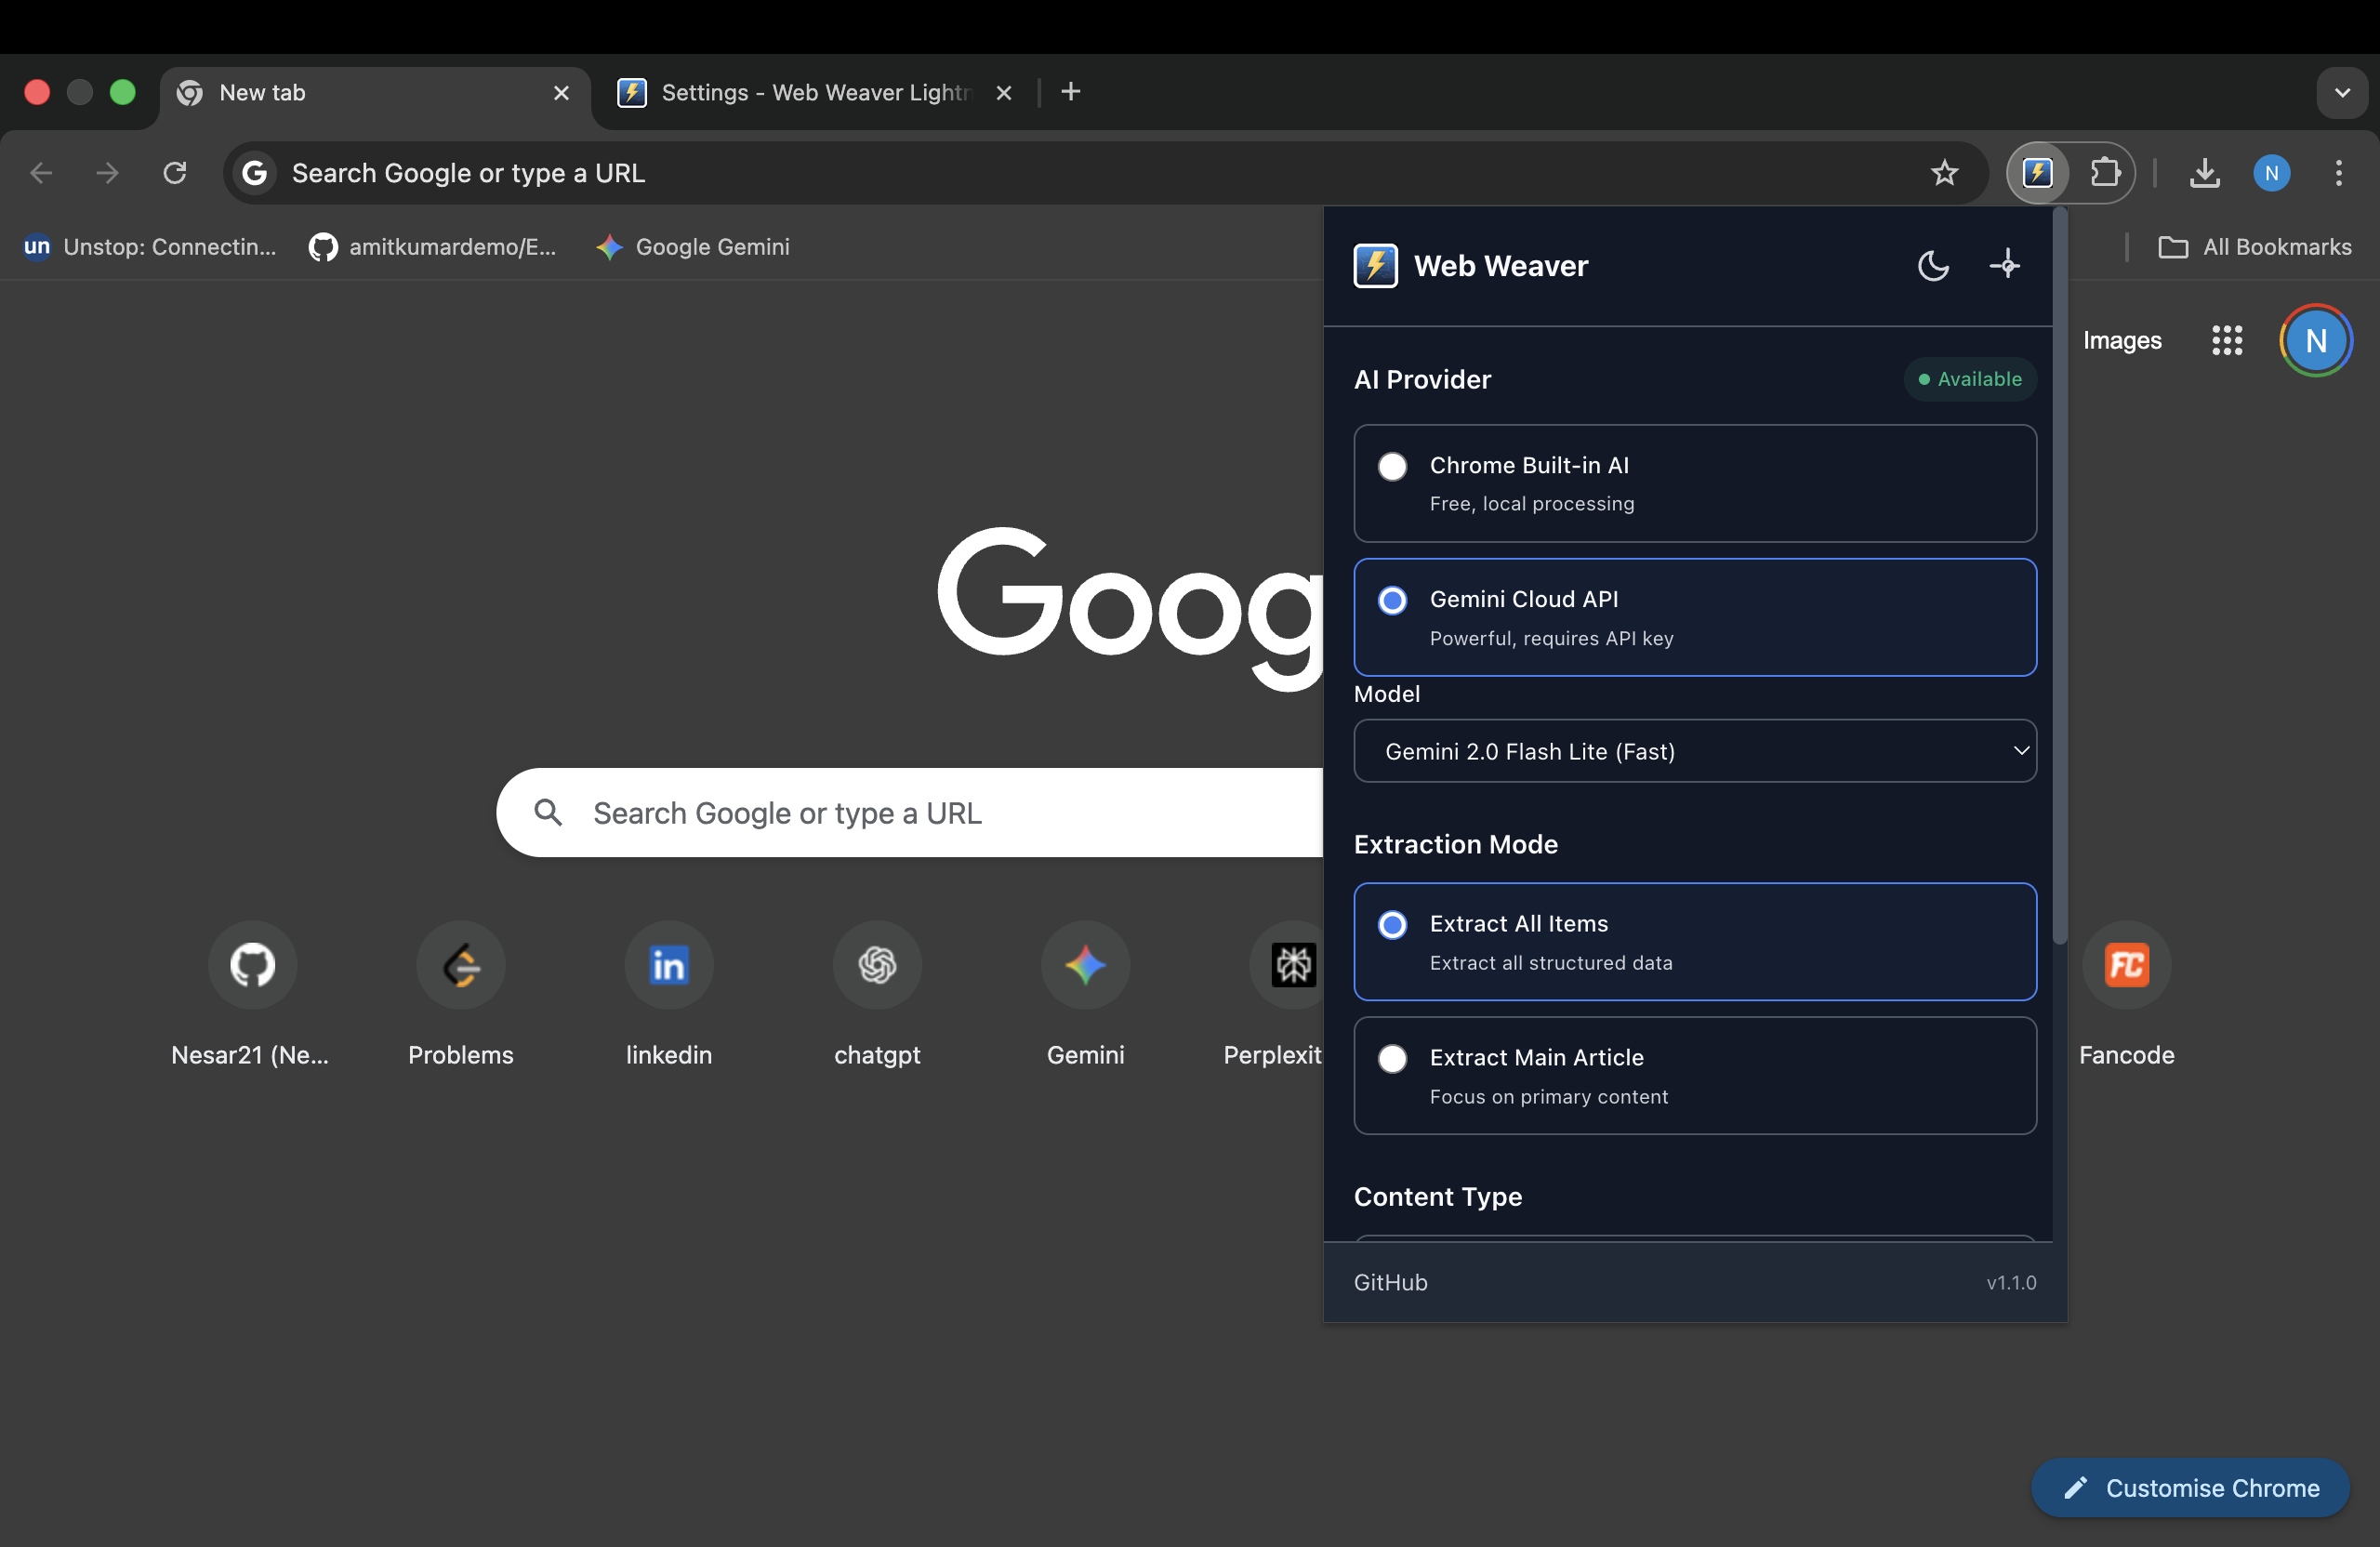 New tab
Settings - Web Weaver Lightn
Search Google or type a URL
N
un Unstop: Connectin...
amitkumardemo/E...
Google Gemini
All Bookmarks
Web Weaver
Images
N
AI Provider
Available
Chrome Built-in AI
Free, local processing
Gemini Cloud API
Powerful, requires API key
Model
Gemini 2.0 Flash Lite (Fast)
Goog
Search Google or type a URL
Extraction Mode
Extract All Items
Extract all structured data
Extract Main Article
Focus on primary content
in
FC
Nesar21 (Ne...
Problems
linkedin
chatgpt
Gemini
Perplexit
Fancode
Content Type
GitHub
v1.1.0
Customise Chrome